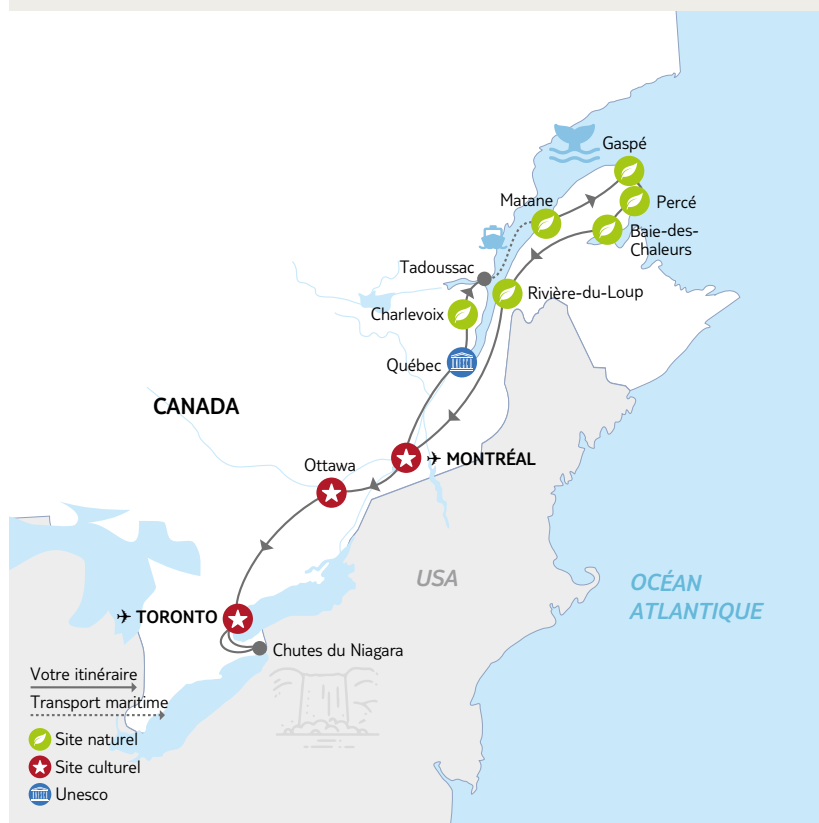 Gaspé
Matane
Percé
Baie-des-
Chaleurs
Tadoussac
Rivière-du-Loup
Charlevoix
Québec
CANADA
MONTRÉAL
Ottawa
USA
OCÉAN
ATLANTIQUE
TORONTO
Chutes du Niagara
Votre itinéraire
Transport maritime
Site naturel
Site culturel
Unesco